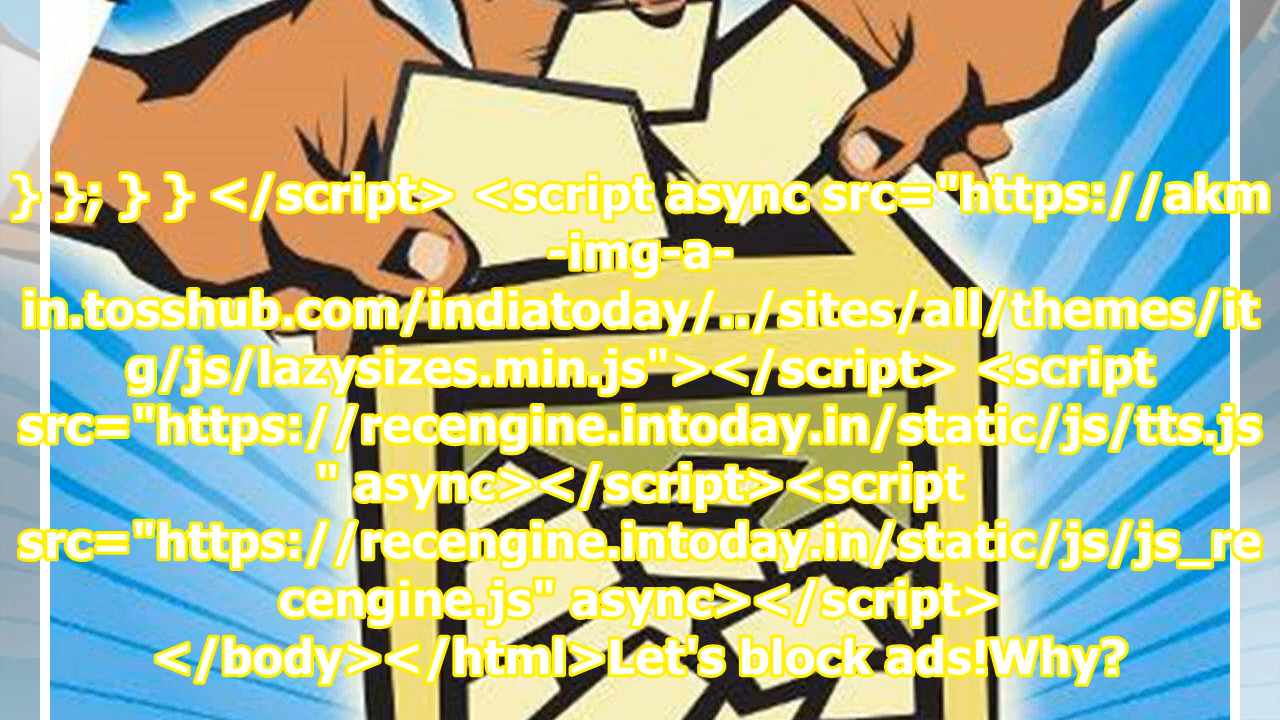 } }; } } </script> <script async src="https://akm
-img-a-
in.tosshub.com/indiatoday/../sites/all/themes/it
g/js/lazysizes.min.js"></script> <script
src="https://recengine.intoday.in/static/js/tts.js
" async></script><script
src="https://recengine.intoday.in/static/js/js_re
cengine.js" async></script>
</body></html>Let's block ads!Why?